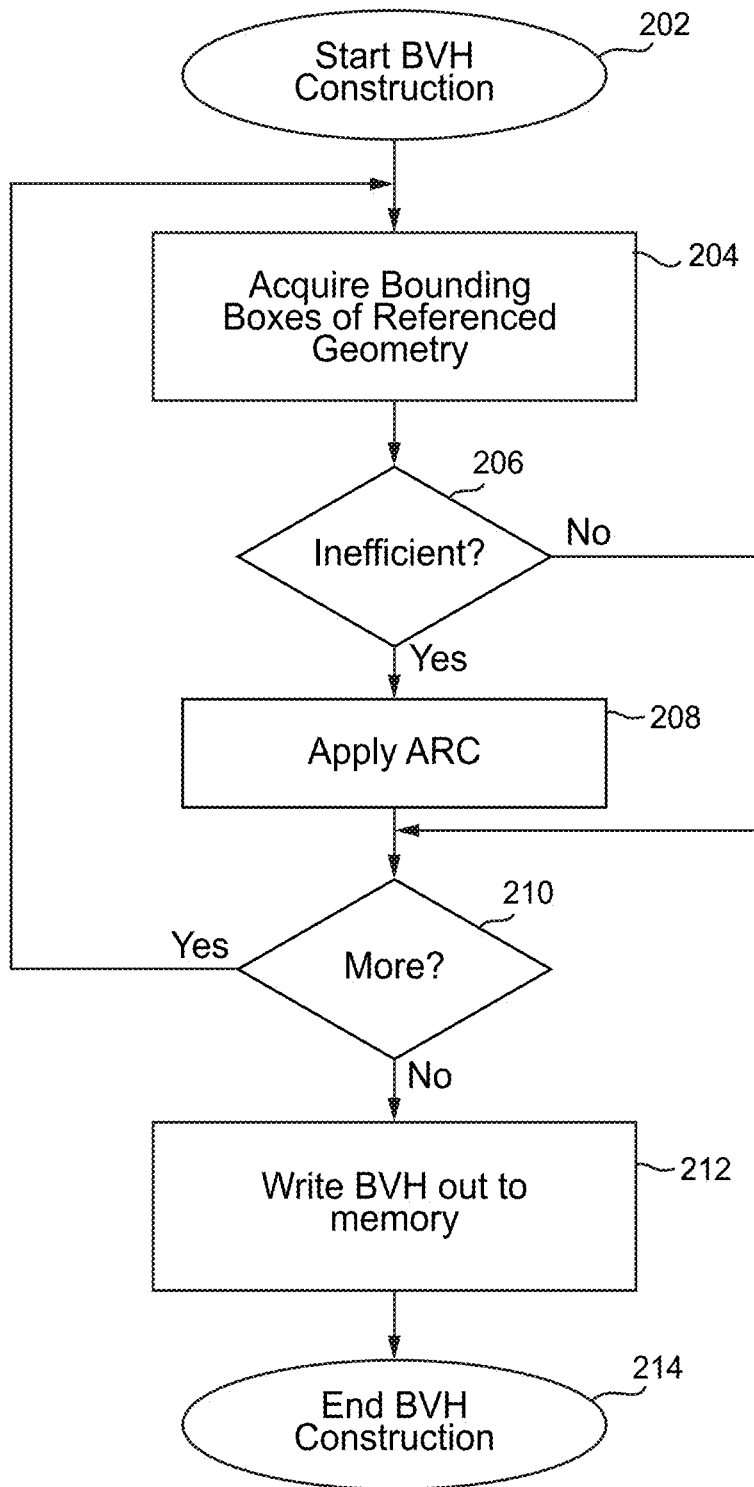 202
Start BVH
Construction
204
Acquire Bounding
Boxes of Referenced
Geometry
206
Inefficient?
No
Yes
208
Apply ARC
210
Yes
More?
No
212
Write BVH out to
memory
214
End BVH
Construction